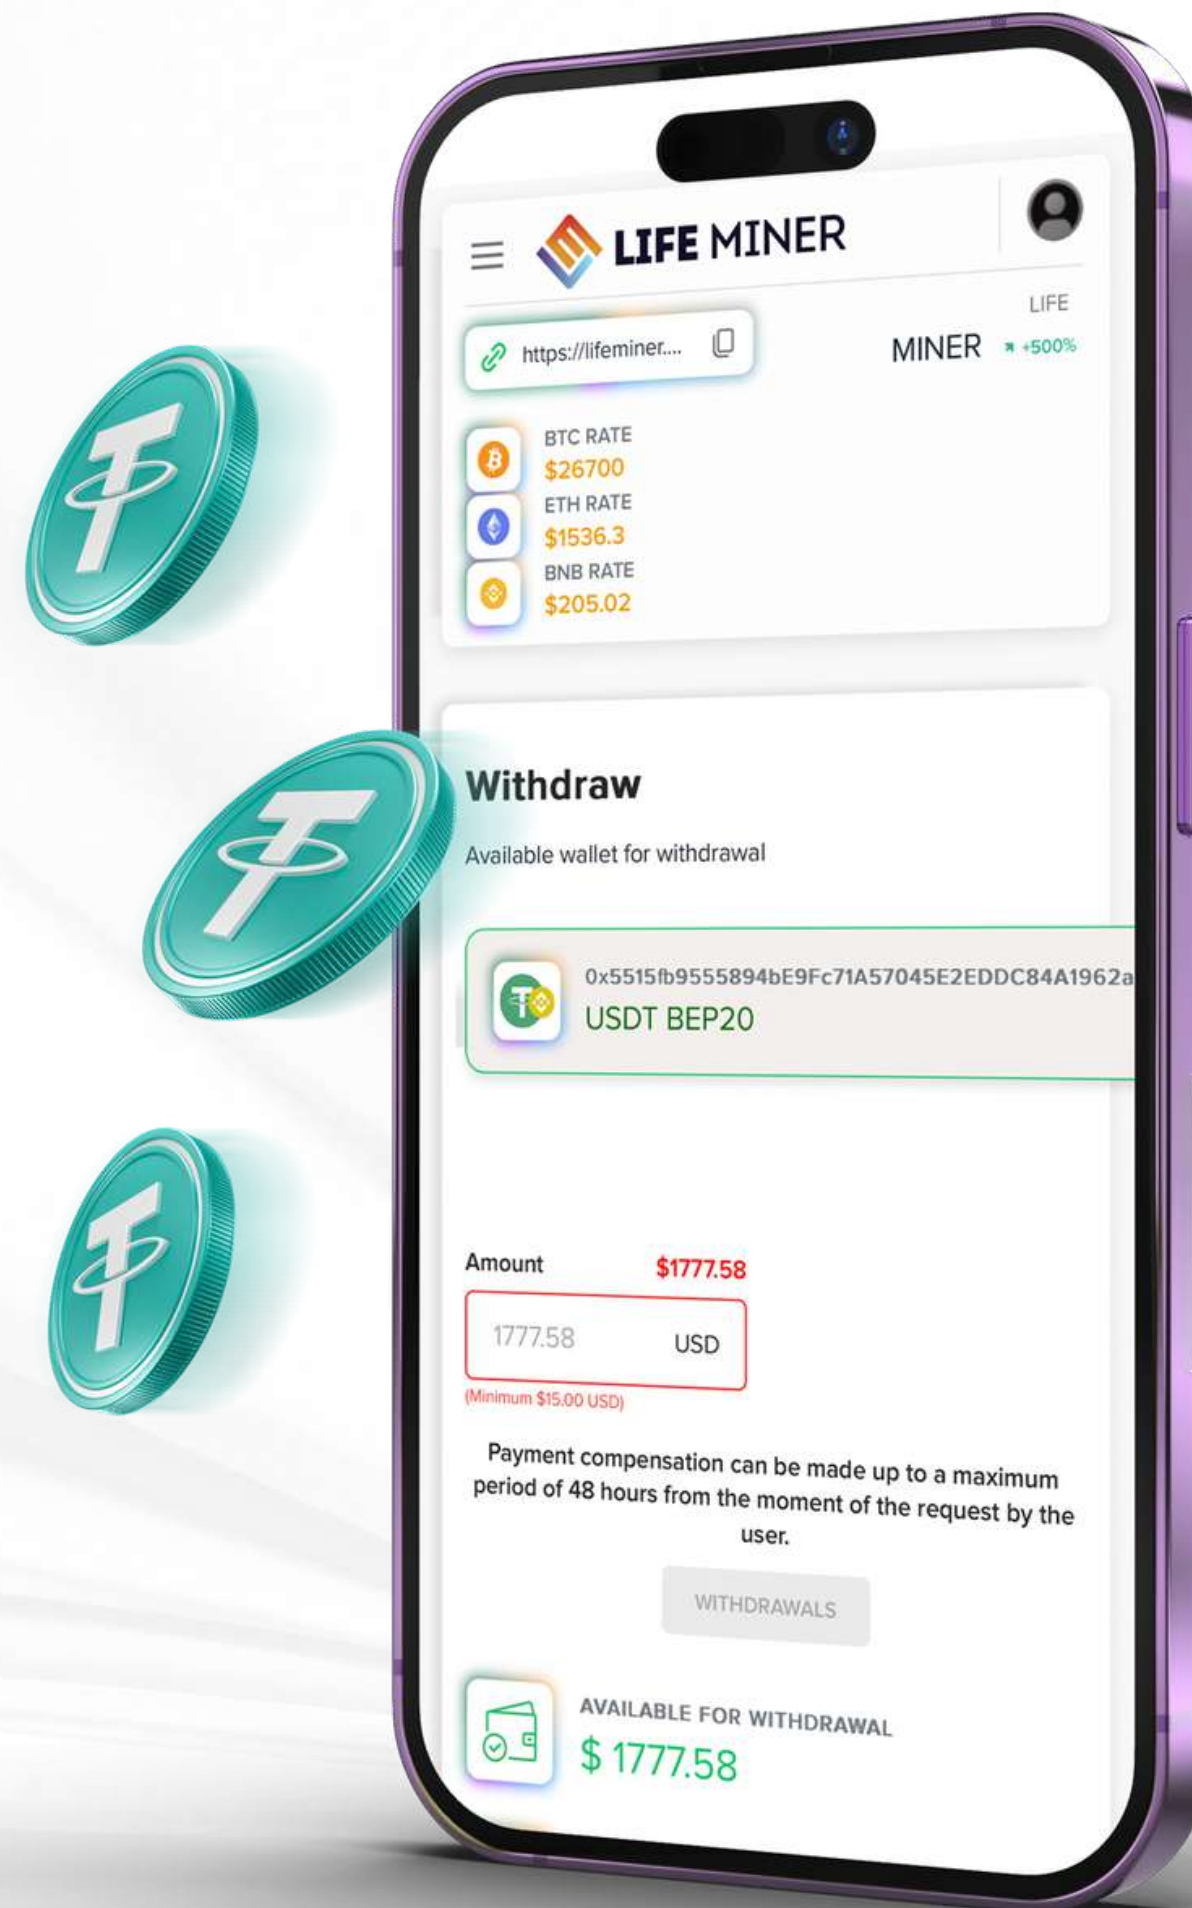 LIFE MINER
LIFE
https://lifeminer....
MINER +500%
BTC RATE
$26700
ETH RATE
$1536.3
BNB RATE
$205.02
Withdraw
Available wallet for withdrawal
0x5515fb9555894bE9Fc71A57045E2EDDC84A1962a
USDT BEP20
Amount $1777.58
1777.58 USD
(Minimum $15.00 USD)
Payment compensation can be made up to a maximum
period of 48 hours from the moment of the request by the
user.
WITHDRAWALS
AVAILABLE FOR WITHDRAWAL
$ 1777.58